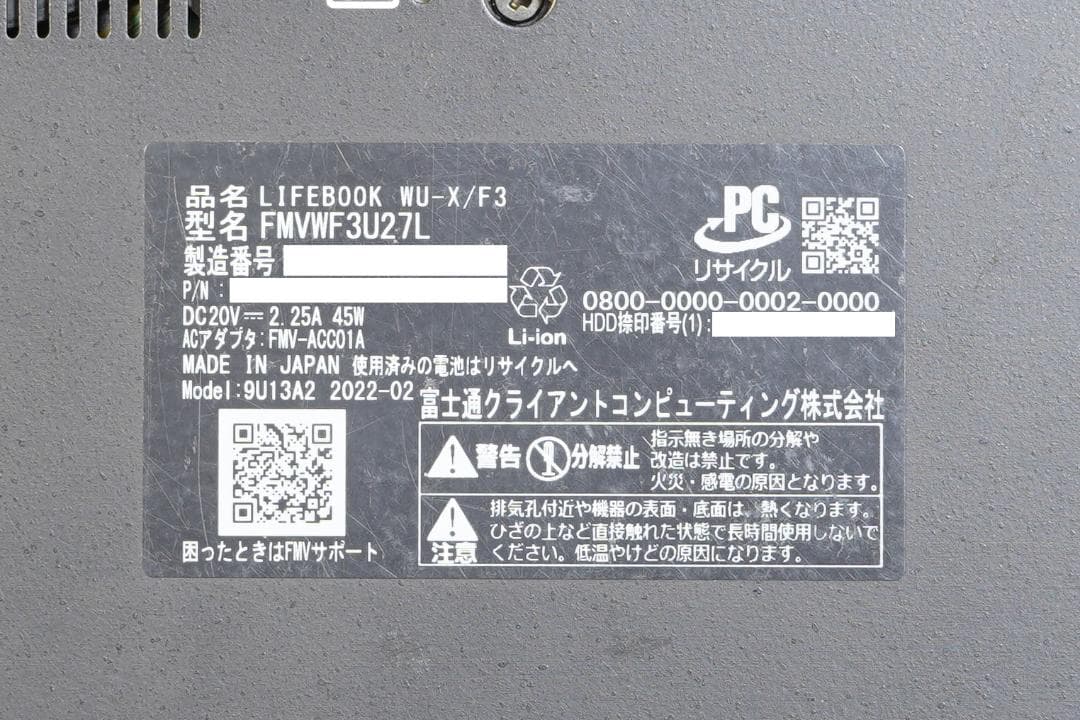 品名 LIFEBOOK WU-X/F3
型名 FMVWF3U27L
製造番号
P/N :
DC20V⎓ 2.25A 45W
ACアダプタ:FMV-ACC01A
MADE IN JAPAN 使用済みの電池はリサイクルへ
Model:9U13A2 2022-02
Li-ion
PC
リサイクル
0800-0000-0002-0000
HDD捺印番号(1):
富士通クライアントコンピューティング株式会社
警告 分解禁止
指示無き場所の分解や
改造は禁止です。
火災・感電の原因となります。
注意
排気孔付近や機器の表面・底面は、熱くなります。
ひざの上など直接触れた状態で長時間使用しないで
ください。低温やけどの原因になります。
困ったときはFMVサポート